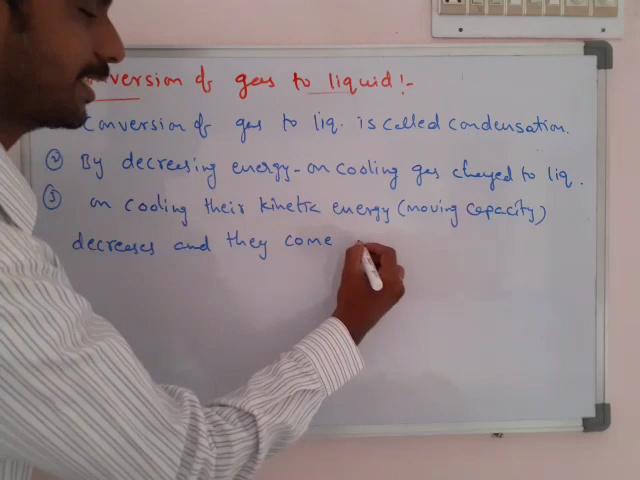 version of gas to liquid:-
Conversion of gas to liq. is called condensation.
② By decreasing energy - on cooling gas changed to liq.
③ on cooling their kinetic energy (moving capacity)
decreases and they come